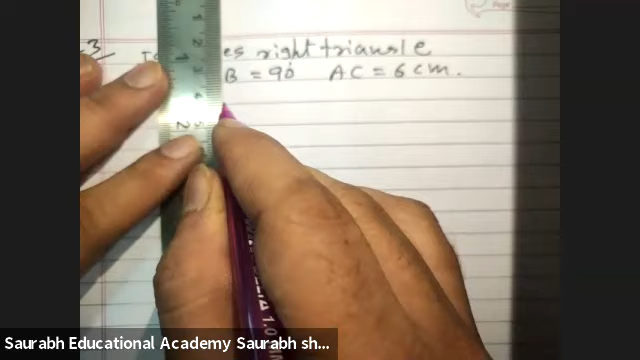 3
es right triangle
B = 90° AC = 6 cm.
Saurabh Educational Academy Saurabh sh...